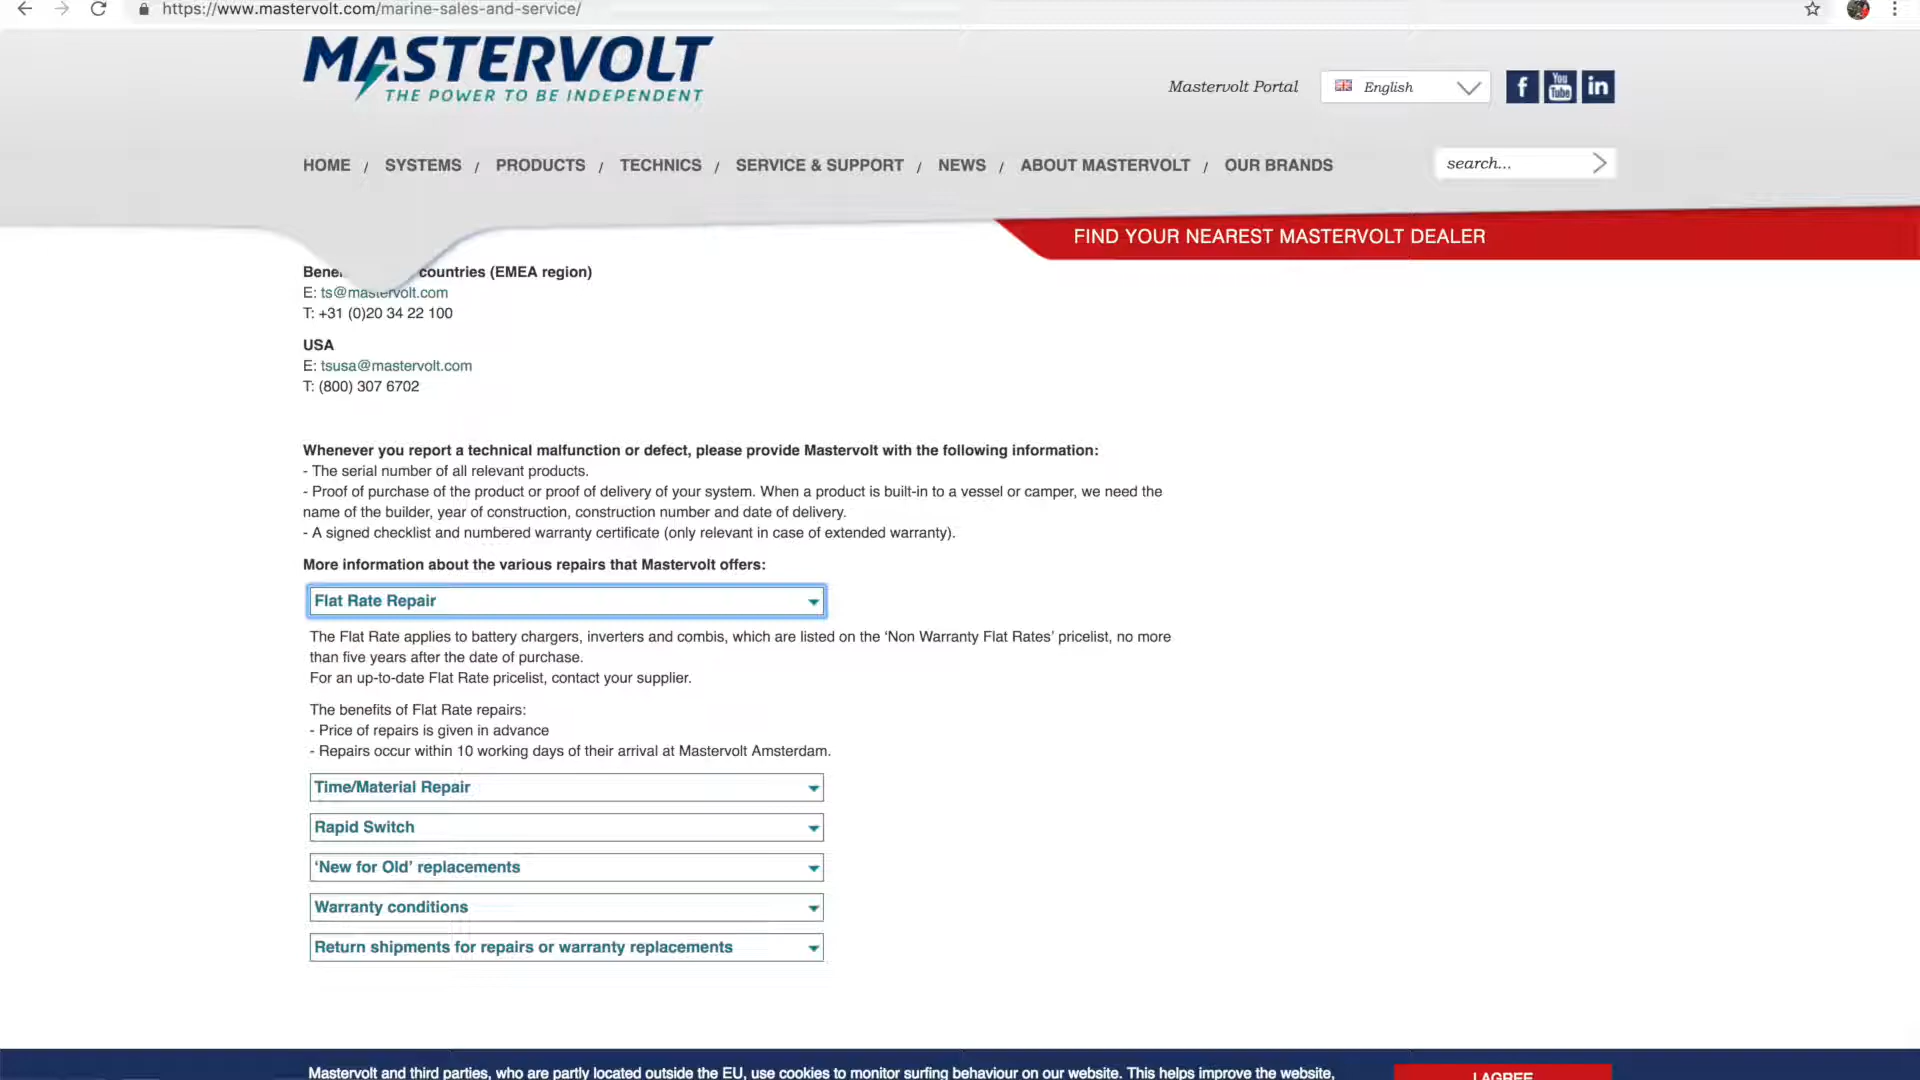 https://www.mastervolt.com/marine-sales-and-service/
MASTERVOLT
THE POWER TO BE INDEPENDENT
Mastervolt Portal
English
f
You Tube
in
HOME / SYSTEMS / PRODUCTS / TECHNICS / SERVICE & SUPPORT / NEWS / ABOUT MASTERVOLT / OUR BRANDS
search...
FIND YOUR NEAREST MASTERVOLT DEALER
countries (EMEA region)
E: ts@mastervolt.com
T: +31 (0)20 34 22 100
USA
E: tsusa@mastervolt.com
T: (800) 307 6702
Whenever you report a technical malfunction or defect, please provide Mastervolt with the following information:
- The serial number of all relevant products.
- Proof of purchase of the product or proof of delivery of your system. When a product is built-in to a vessel or camper, we need the
name of the builder, year of construction, construction number and date of delivery.
- A signed checklist and numbered warranty certificate (only relevant in case of extended warranty).
More information about the various repairs that Mastervolt offers:
Flat Rate Repair
The Flat Rate applies to battery chargers, inverters and combis, which are listed on the ‘Non Warranty Flat Rates’ pricelist, no more
than five years after the date of purchase.
For an up-to-date Flat Rate pricelist, contact your supplier.
The benefits of Flat Rate repairs:
- Price of repairs is given in advance
- Repairs occur within 10 working days of their arrival at Mastervolt Amsterdam.
Time/Material Repair
Rapid Switch
‘New for Old’ replacements
Warranty conditions
Return shipments for repairs or warranty replacements
Mastervolt and third parties, who are partly located outside the EU, use cookies to monitor surfing behaviour on our website. This helps improve the website,
I AGREE